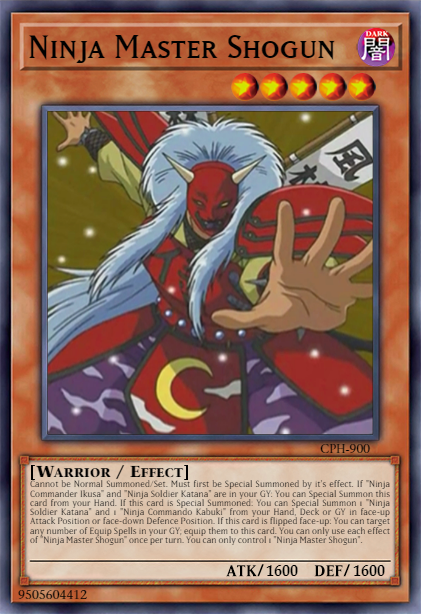 Ninja Master Shogun
DARK
闇
風
CPH-900
[Warrior / Effect]
Cannot be Normal Summoned/Set. Must first be Special Summoned by it's effect. If "Ninja
Commander Ikusa" and "Ninja Soldier Katana" are in your GY: You can Special Summon this
card from your Hand. If this card is Special Summoned: You can Special Summon 1 "Ninja
Soldier Katana" and 1 "Ninja Commando Kabuki" from your Hand, Deck or GY in face-up
Attack Position or face-down Defence Position. If this card is flipped face-up: You can target
any number of Equip Spells in your GY; equip them to this card. You can only use each effect
of "Ninja Master Shogun" once per turn. You can only control 1 "Ninja Master Shogun".
ATK/1600 DEF/1600
9505604412